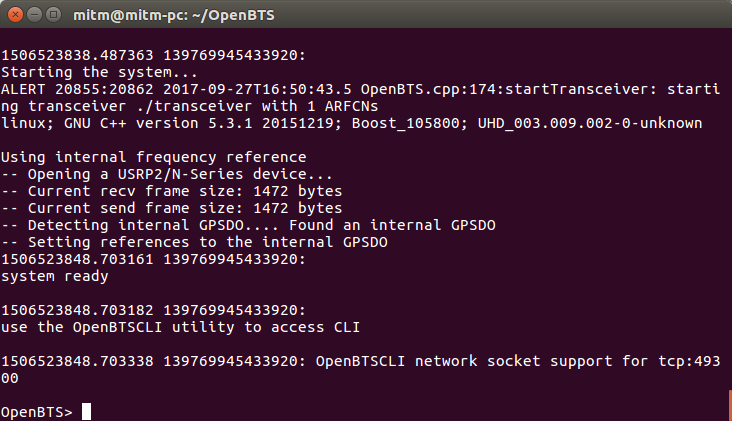 mitm@mitm-pc: ~/OpenBTS
1506523838.487363 139769945433920:
Starting the system...
ALERT 20855:20862 2017-09-27T16:50:43.5 OpenBTS.cpp:174:startTransceiver: starti
ng transceiver ./transceiver with 1 ARFCNs
linux; GNU C++ version 5.3.1 20151219; Boost_105800; UHD_003.009.002-0-unknown
Using internal frequency reference
-- Opening a USRP2/N-Series device...
-- Current recv frame size: 1472 bytes
-- Current send frame size: 1472 bytes
-- Detecting internal GPSDO.... Found an internal GPSDO
-- Setting references to the internal GPSDO
1506523848.703161 139769945433920:
system ready
1506523848.703182 139769945433920:
use the OpenBTSCLI utility to access CLI
1506523848.703338 139769945433920: OpenBTSCLI network socket support for tcp:493
00
OpenBTS>